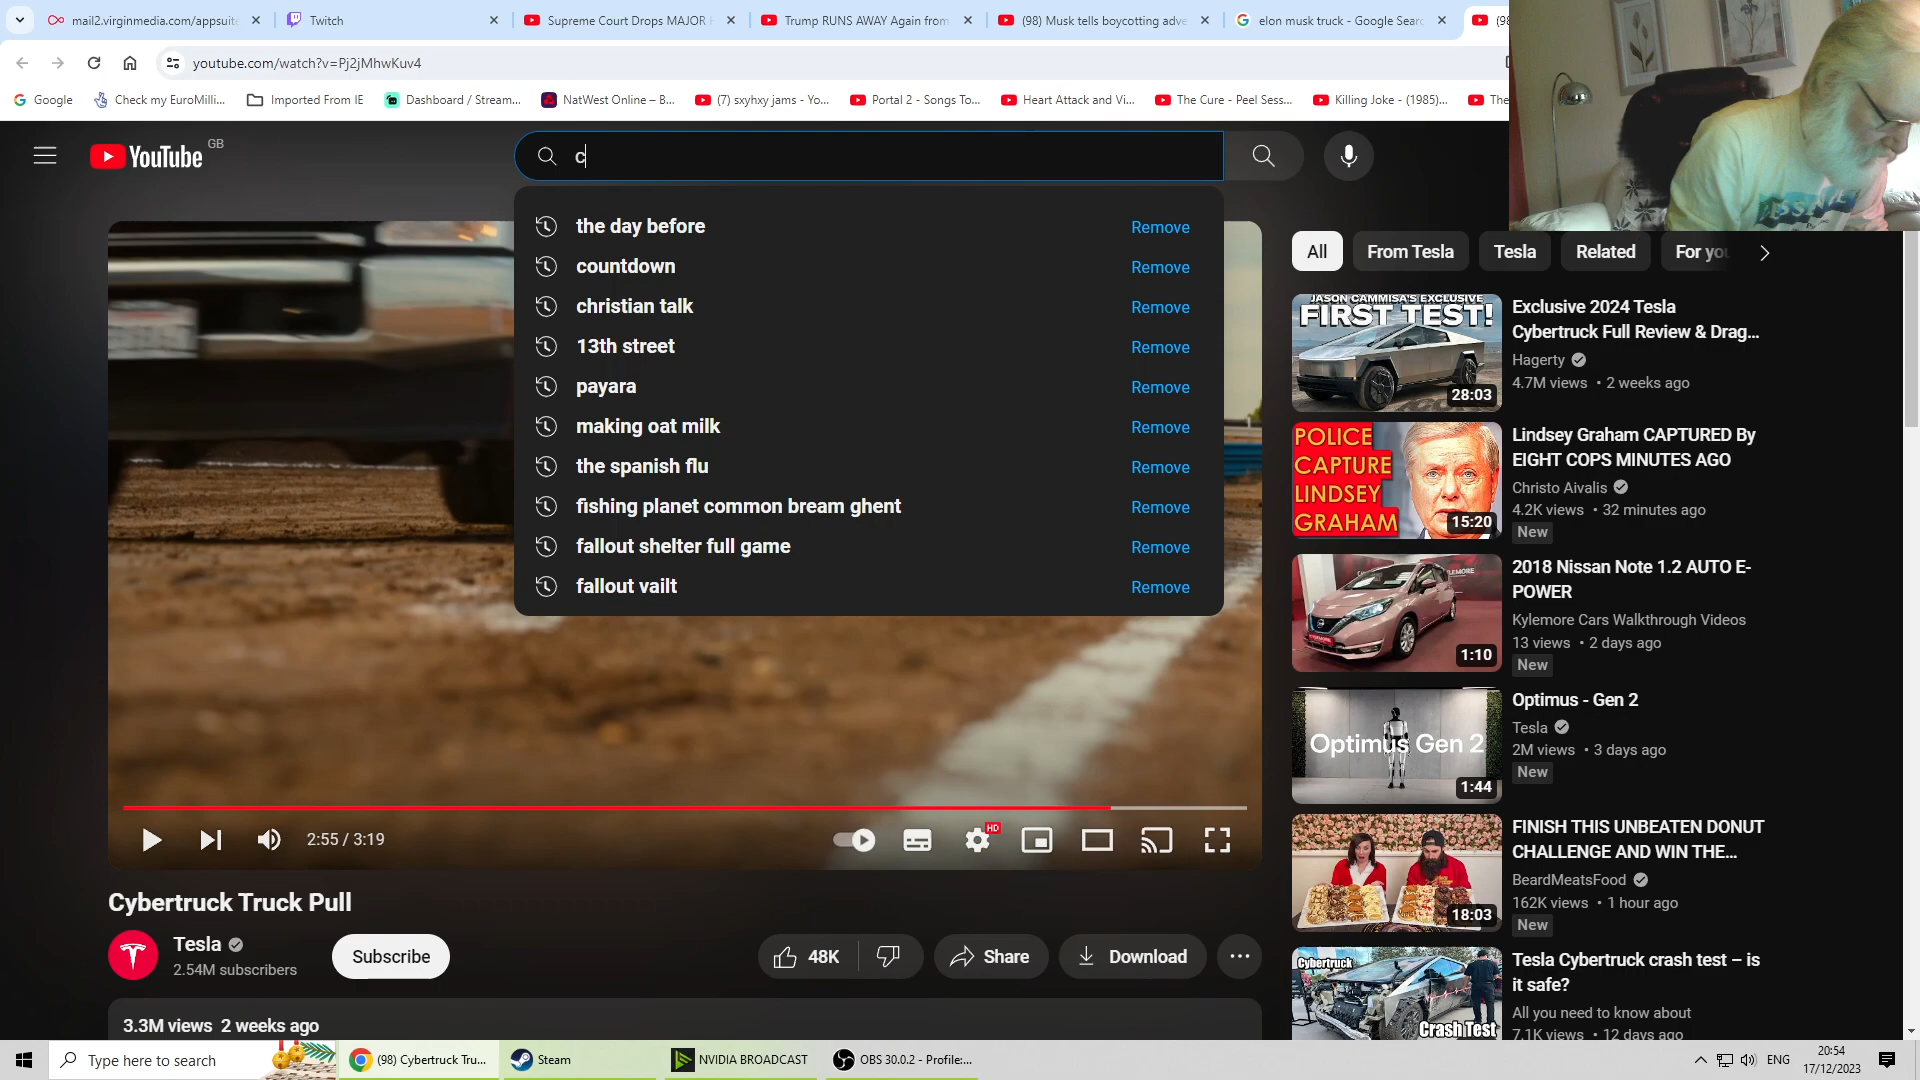 mail2.virginmedia.com/appsuite
Twitch
Supreme Court Drops MAJOR
Trump RUNS AWAY Again from
(98) Musk tells boycotting adve
elon musk truck - Google Searc
(98
youtube.com/watch?v=Pj2jMhwKuv4
Google
Check my EuroMilli...
Imported From IE
Dashboard / Stream...
NatWest Online – B...
(7) sxyhxy jams - Yo...
Portal 2 - Songs To...
Heart Attack and Vi...
The Cure - Peel Sess...
Killing Joke - (1985)...
The
YouTube GB
c
the day before Remove
countdown Remove
christian talk Remove
13th street Remove
payara Remove
making oat milk Remove
the spanish flu Remove
fishing planet common bream ghent Remove
fallout shelter full game Remove
fallout vailt Remove
2:55 / 3:19
HD
Cybertruck Truck Pull
Tesla
2.54M subscribers
Subscribe
48K
Share
Download
3.3M views 2 weeks ago
All
From Tesla
Tesla
Related
For you
JASON CAMMISA'S EXCLUSIVE
FIRST TEST!
28:03
Exclusive 2024 Tesla
Cybertruck Full Review & Drag...
Hagerty
4.7M views • 2 weeks ago
POLICE
CAPTURE
LINDSEY
GRAHAM
15:20
Lindsey Graham CAPTURED By
EIGHT COPS MINUTES AGO
Christo Aivalis
4.2K views • 32 minutes ago
New
1:10
2018 Nissan Note 1.2 AUTO E-
POWER
Kylemore Cars Walkthrough Videos
13 views • 2 days ago
New
Optimus Gen 2
1:44
Optimus - Gen 2
Tesla
2M views • 3 days ago
New
18:03
FINISH THIS UNBEATEN DONUT
CHALLENGE AND WIN THE...
BeardMeatsFood
162K views • 1 hour ago
New
Cybertruck
Crash Test
Tesla Cybertruck crash test – is
it safe?
All you need to know about
7.1K views • 12 days ago
Type here to search
(98) Cybertruck Tru...
Steam
NVIDIA BROADCAST
OBS 30.0.2 - Profile:...
ENG
20:54
17/12/2023